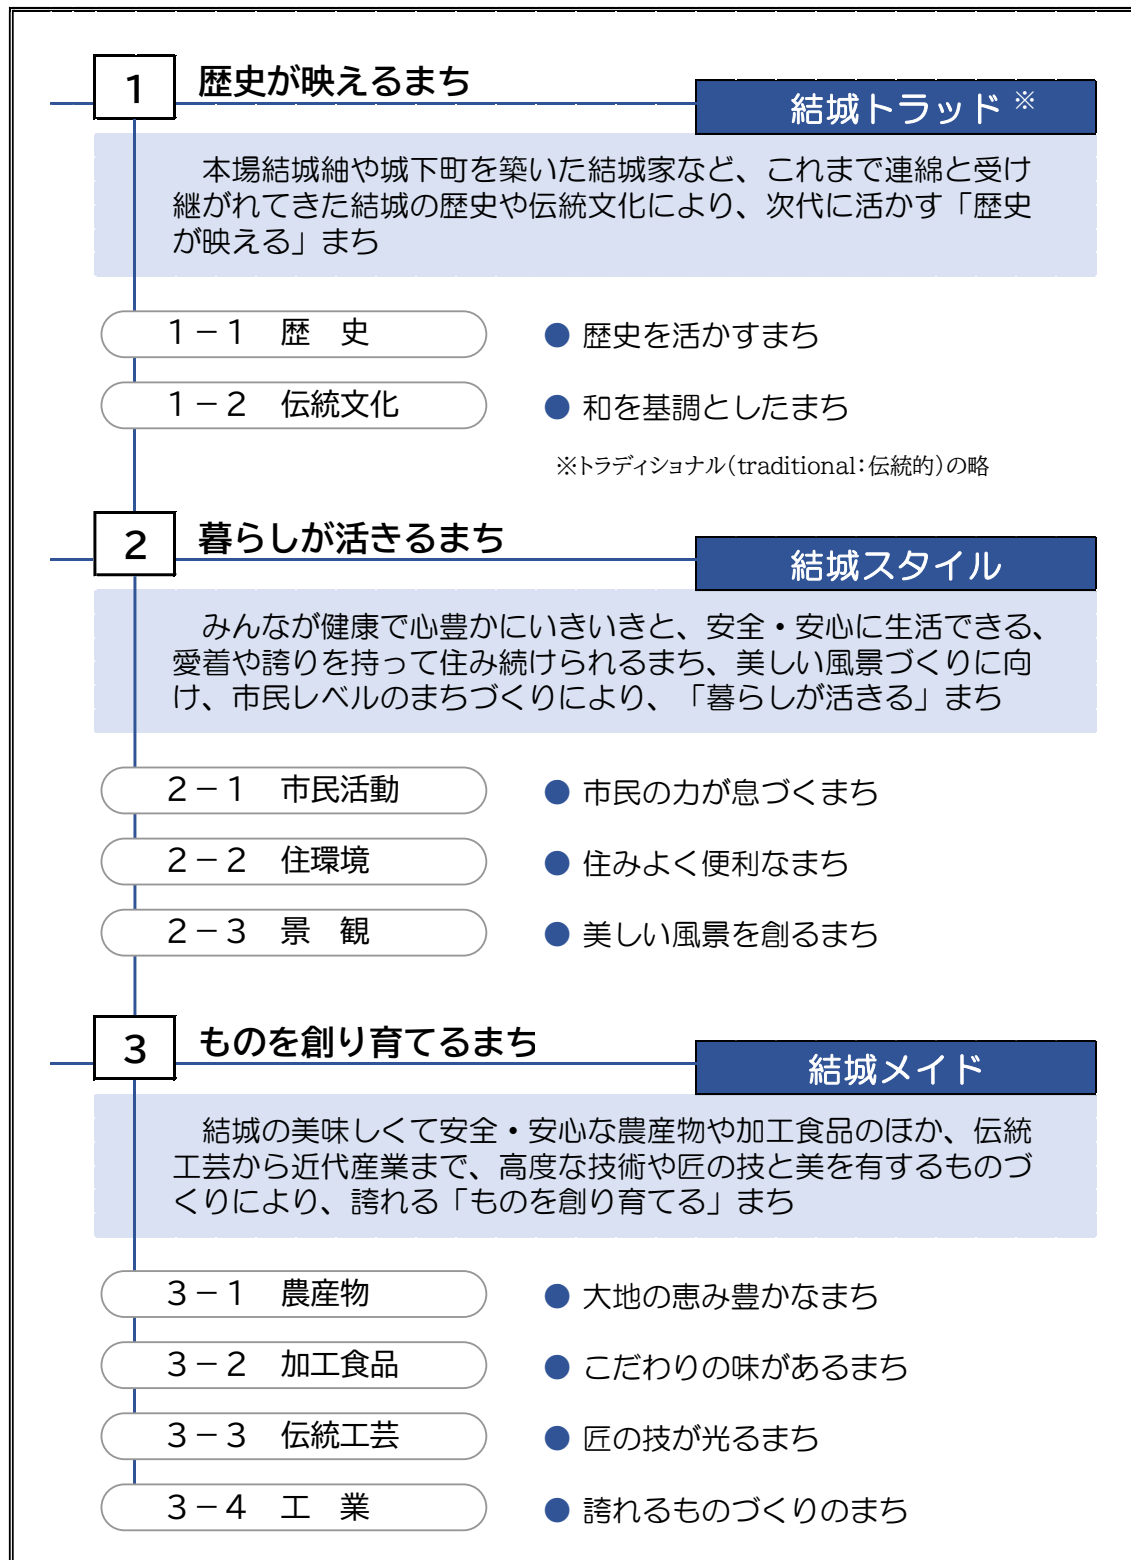 1 歴史が映えるまち
結城トラッド※
本場結城紬や城下町を築いた結城家など、これまで連綿と受け
継がれてきた結城の歴史や伝統文化により、次代に活かす「歴史
が映える」まち
1－1 歴 史 ● 歴史を活かすまち
1－2 伝統文化 ● 和を基調としたまち
※トラディショナル（traditional：伝統的）の略
2 暮らしが活きるまち
結城スタイル
みんなが健康で心豊かにいきいきと、安全・安心に生活できる、
愛着や誇りを持って住み続けられるまち、美しい風景づくりに向
け、市民レベルのまちづくりにより、「暮らしが活きる」まち
2－1 市民活動 ● 市民の力が息づくまち
2－2 住環境 ● 住みよく便利なまち
2－3 景 観 ● 美しい風景を創るまち
3 ものを創り育てるまち
結城メイド
結城の美味しくて安全・安心な農産物や加工食品のほか、伝統
工芸から近代産業まで、高度な技術や匠の技と美を有するものづ
くりにより、誇れる「ものを創り育てる」まち
3－1 農産物 ● 大地の恵み豊かなまち
3－2 加工食品 ● こだわりの味があるまち
3－3 伝統工芸 ● 匠の技が光るまち
3－4 工 業 ● 誇れるものづくりのまち